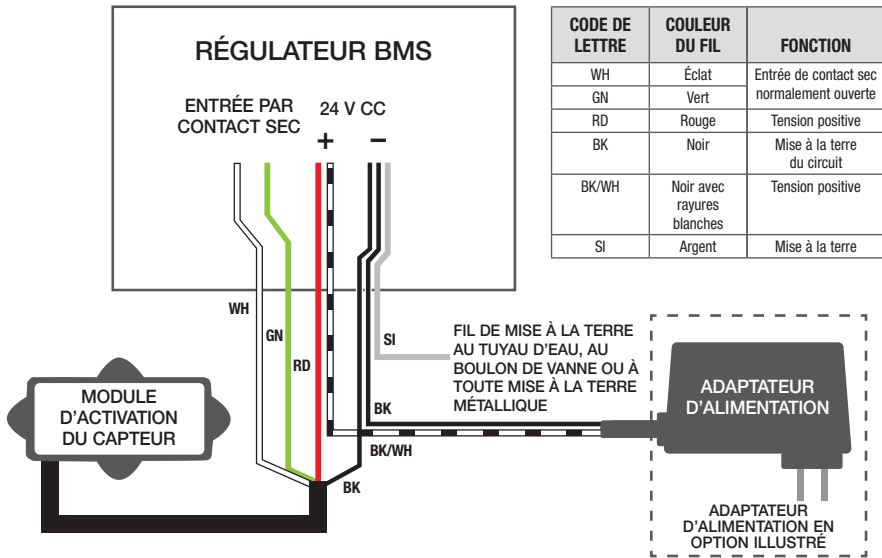 RÉGULATEUR BMS
ENTRÉE PAR
CONTACT SEC
24 V CC
+
–
WH
GN
RD
SI
BK
BK/WH
BK
FIL DE MISE À LA TERRE
AU TUYAU D'EAU, AU
BOULON DE VANNE OU À
TOUTE MISE À LA TERRE
MÉTALLIQUE
MODULE
D'ACTIVATION
DU CAPTEUR
ADAPTATEUR
D'ALIMENTATION
ADAPTATEUR
D'ALIMENTATION EN
OPTION ILLUSTRÉ
CODE DE
LETTRE
COULEUR
DU FIL
FONCTION
WH
Éclat
Entrée de contact sec
normalement ouverte
GN
Vert
RD
Rouge
Tension positive
BK
Noir
Mise à la terre
du circuit
BK/WH
Noir avec
rayures
blanches
Tension positive
SI
Argent
Mise à la terre